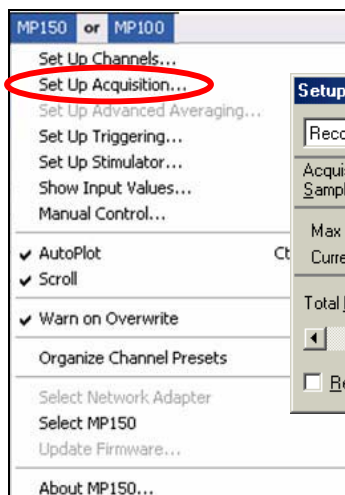 MP150 or MP100
Set Up Channels...
Set Up Acquisition...
Set Up Advanced Averaging...
Set Up Triggering...
Set Up Stimulator...
Show Input Values...
Manual Control...
AutoPlot
Scroll
Warn on Overwrite
Organize Channel Presets
Select Network Adapter
Select MP150
Update Firmware...
About MP150...
Setup
Max
Total